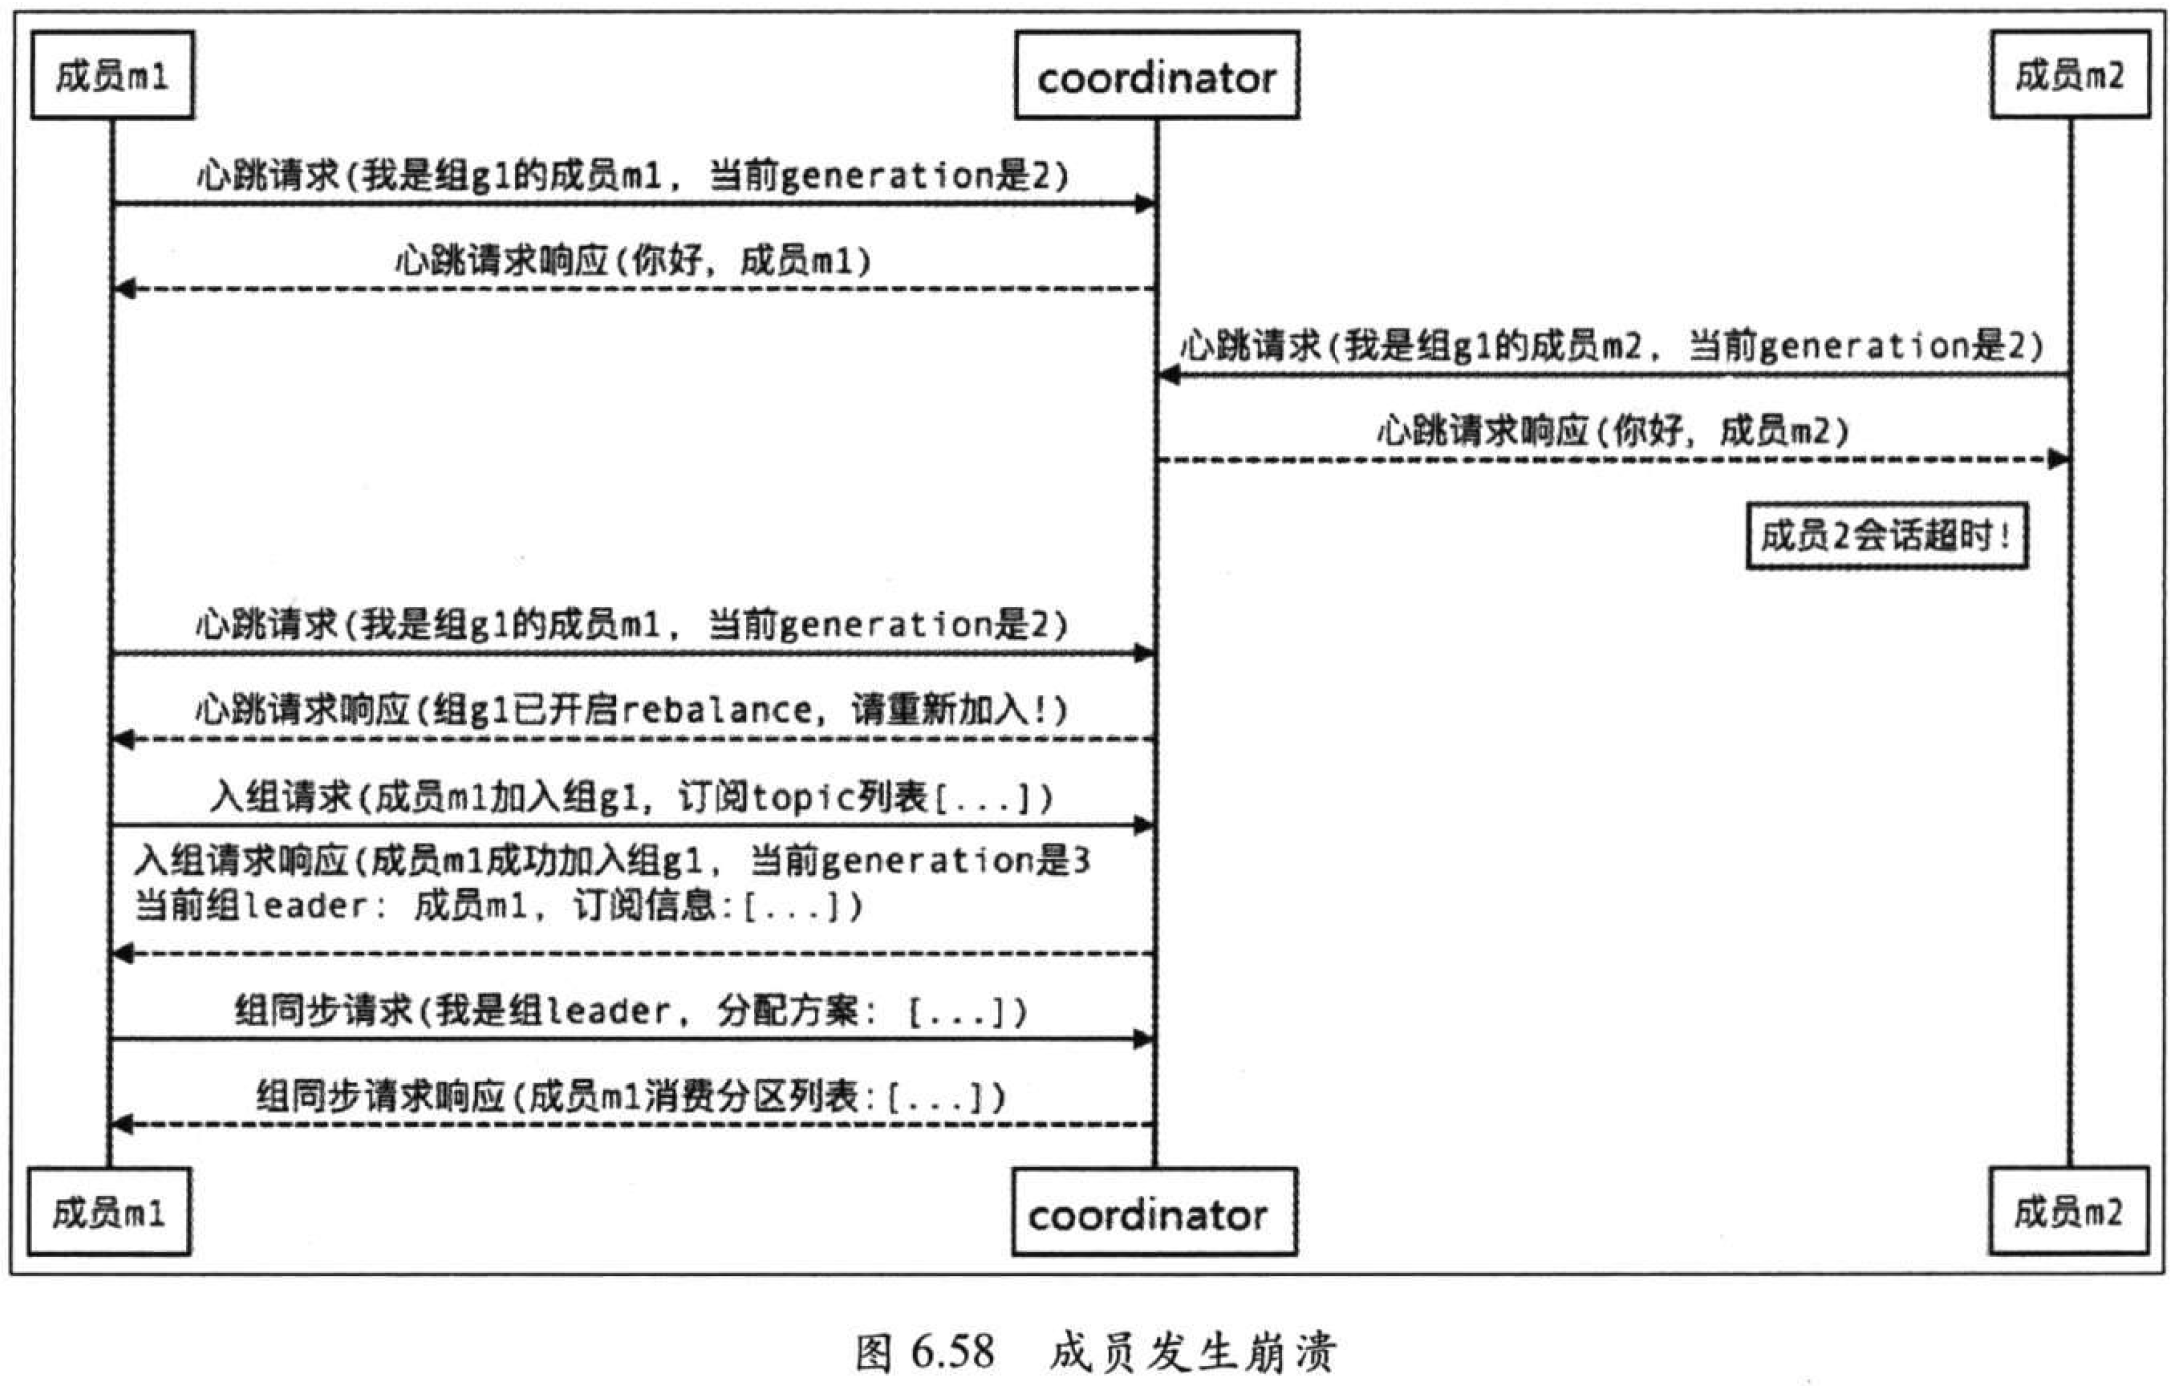 成员m1
coordinator
成员m2
心跳请求(我是组g1的成员m1, 当前generation是2)
心跳请求响应(你好, 成员m1)
心跳请求(我是组g1的成员m2, 当前generation是2)
心跳请求响应(你好, 成员m2)
成员2会话超时!
心跳请求(我是组g1的成员m1, 当前generation是2)
心跳请求响应(组g1已开启rebalance, 请重新加入!)
入组请求(成员m1加入组g1, 订阅topic列表[...])
入组请求响应(成员m1成功加入组g1, 当前generation是3
当前组leader: 成员m1, 订阅信息:[...])
组同步请求(我是组leader, 分配方案: [...])
组同步请求响应(成员m1消费分区列表:[...])
成员m1
coordinator
成员m2
图 6.58 成员发生崩溃